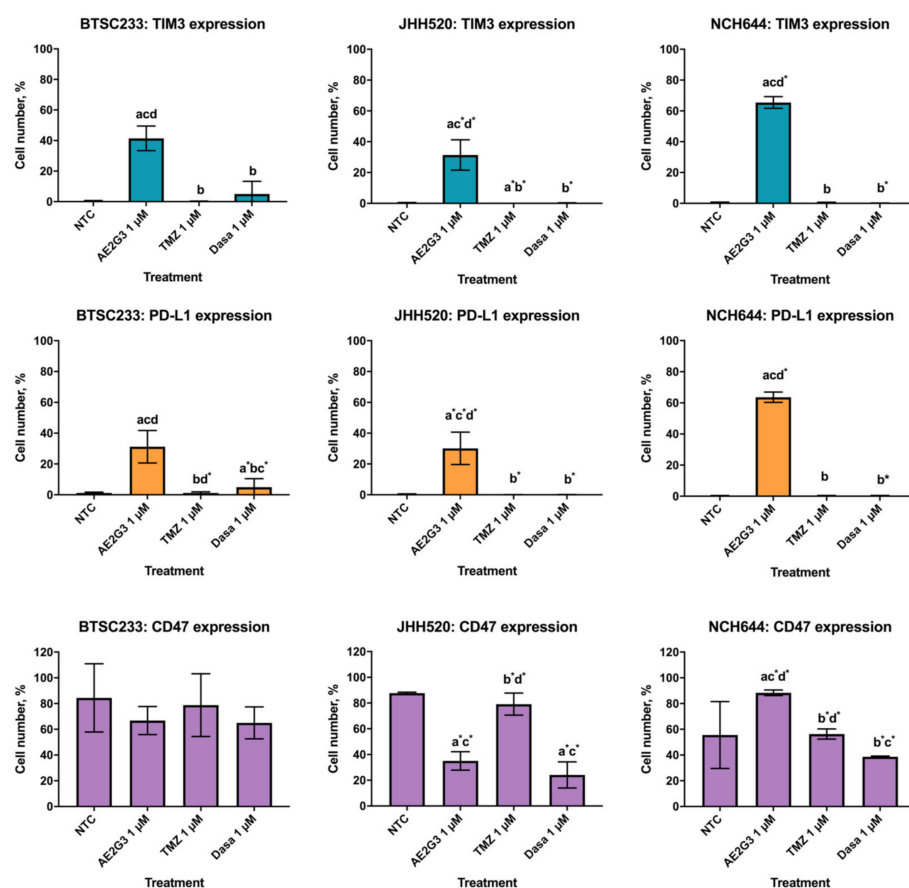 BTSC233: TIM3 expression
Cell number, %
100
80
60
40
20
0
acd
b
b
NTC
AE2G3 1 µM
TMZ 1 µM
Dasa 1 µM
Treatment
JHH520: TIM3 expression
Cell number, %
100
80
60
40
20
0
ac*d*
a*b*
b*
NTC
AE2G3 1 µM
TMZ 1 µM
Dasa 1 µM
Treatment
NCH644: TIM3 expression
Cell number, %
100
80
60
40
20
0
acd*
b
b*
NTC
AE2G3 1 µM
TMZ 1 µM
Dasa 1 µM
Treatment
BTSC233: PD-L1 expression
Cell number, %
100
80
60
40
20
0
acd
bd*
a*bc*
NTC
AE2G3 1 µM
TMZ 1 µM
Dasa 1 µM
Treatment
JHH520: PD-L1 expression
Cell number, %
100
80
60
40
20
0
a*c*d*
b*
b*
NTC
AE2G3 1 µM
TMZ 1 µM
Dasa 1 µM
Treatment
NCH644: PD-L1 expression
Cell number, %
100
80
60
40
20
0
acd*
b
b*
NTC
AE2G3 1 µM
TMZ 1 µM
Dasa 1 µM
Treatment
BTSC233: CD47 expression
Cell number, %
120
100
80
60
40
20
0
NTC
AE2G3 1 µM
TMZ 1 µM
Dasa 1 µM
Treatment
JHH520: CD47 expression
Cell number, %
120
100
80
60
40
20
0
a*c*
b*d*
a*c*
NTC
AE2G3 1 µM
TMZ 1 µM
Dasa 1 µM
Treatment
NCH644: CD47 expression
Cell number, %
120
100
80
60
40
20
0
ac*d*
b*d*
b*c*
NTC
AE2G3 1 µM
TMZ 1 µM
Dasa 1 µM
Treatment